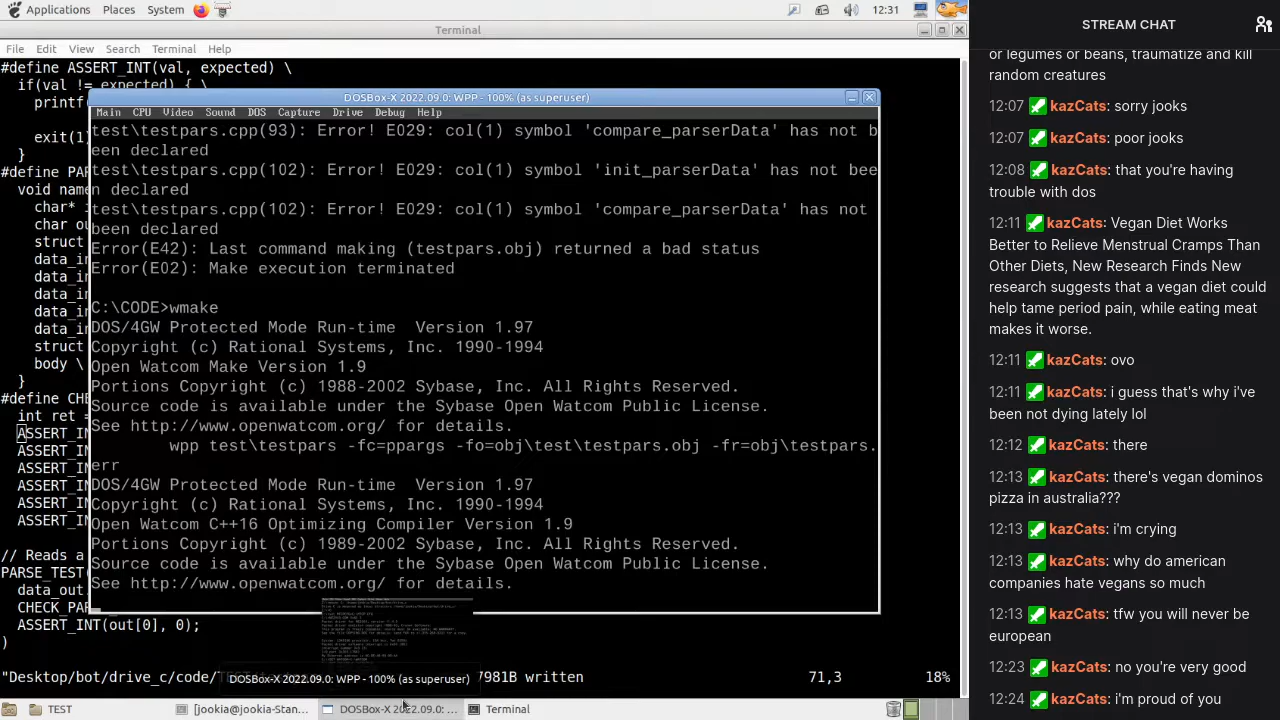 Applications Places System 12:31
Terminal
File Edit View Search Terminal Help
#define ASSERT_INT(val, expected) \
if(val != expected) { \
printf
exit(1)
}
#define PAR
void name
char* i
char ou
struct
data_in
data_in
data_in
data_in
data_in
struct
body \
}
#define CHE
int ret =
ASSERT_IN
ASSERT_IN
ASSERT_IN
ASSERT_IN
ASSERT_IN
ASSERT_IN
// Reads a
PARSE_TEST(
data_out
CHECK_
ASSERT_INT(out[0], 0);
)
"Desktop/bot/drive_c/code/ 7981B written 71,3 18%
DOSBox-X 2022.09.0: WPP - 100% (as superuser)
Main CPU Video Sound DOS Capture Drive Debug Help
test\testpars.cpp(93): Error! E029: col(1) symbol 'compare_parserData' has not b
een declared
test\testpars.cpp(102): Error! E029: col(1) symbol 'init_parserData' has not bee
n declared
test\testpars.cpp(102): Error! E029: col(1) symbol 'compare_parserData' has not
been declared
Error(E42): Last command making (testpars.obj) returned a bad status
Error(E02): Make execution terminated
C:\CODE>wmake
DOS/4GW Protected Mode Run-time Version 1.97
Copyright (c) Rational Systems, Inc. 1990-1994
Open Watcom Make Version 1.9
Portions Copyright (c) 1988-2002 Sybase, Inc. All Rights Reserved.
Source code is available under the Sybase Open Watcom Public License.
See http://www.openwatcom.org/ for details.
wpp test\testpars -fc=ppargs -fo=obj\test\testpars.obj -fr=obj\testpars.
err
DOS/4GW Protected Mode Run-time Version 1.97
Copyright (c) Rational Systems, Inc. 1990-1994
Open Watcom C++16 Optimizing Compiler Version 1.9
Portions Copyright (c) 1989-2002 Sybase, Inc. All Rights Reserved.
Source code is available under the Sybase Open Watcom Public License.
See http://www.openwatcom.org/ for details.
DOSBox-X 2022.09.0: WPP - 100% (as superuser)
TEST [jookia@jookia-Stan... DOSBox-X 2022.09.0: ... Terminal
STREAM CHAT
or legumes or beans, traumatize and kill
random creatures
12:07 kazCats: sorry jooks
12:07 kazCats: poor jooks
12:08 kazCats: that you're having
trouble with dos
12:11 kazCats: Vegan Diet Works
Better to Relieve Menstrual Cramps Than
Other Diets, New Research Finds New
research suggests that a vegan diet could
help tame period pain, while eating meat
makes it worse.
12:11 kazCats: ovo
12:11 kazCats: i guess that's why i've
been not dying lately lol
12:12 kazCats: there
12:13 kazCats: there's vegan dominos
pizza in australia???
12:13 kazCats: i'm crying
12:13 kazCats: why do american
companies hate vegans so much
12:13 kazCats: tfw you will never be
european
12:23 kazCats: no you're very good
12:24 kazCats: i'm proud of you